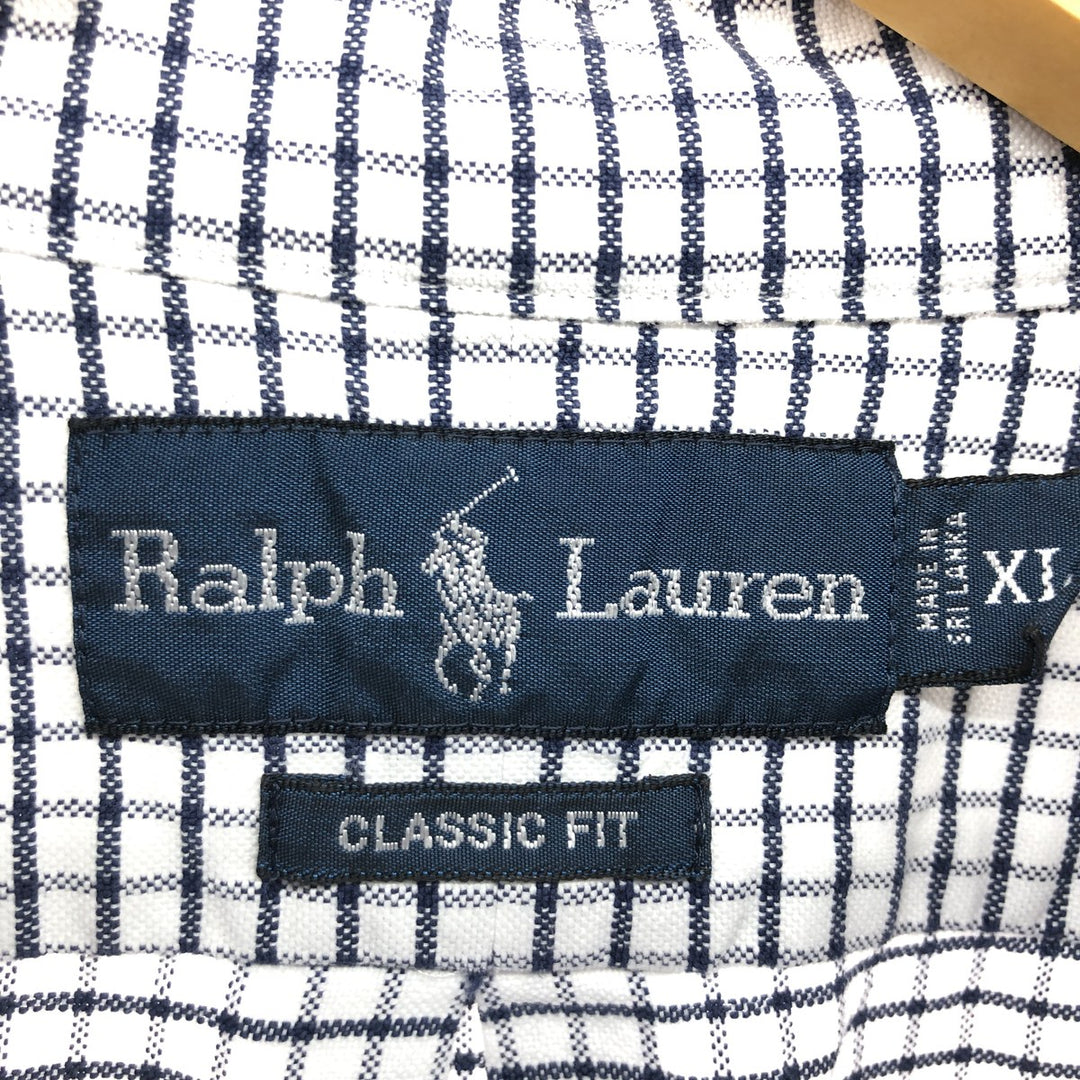 Ralph Lauren
MADE IN
SRI LANKA
XL
CLASSIC FIT